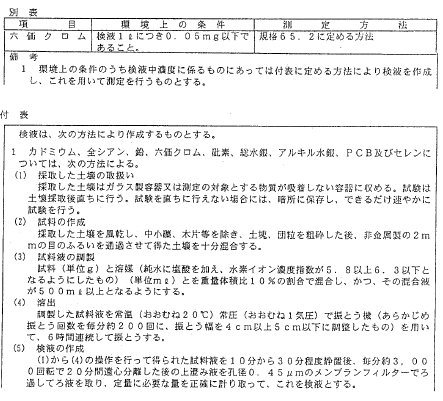 別 表
項 目 環 境 上 の 条 件 測 定 方 法
六 価 ク ロ ム 検液1ℓにつき0．05mg以下で 規格65．2に定める方法
あること。
備 考
1 環境上の条件のうち検液中濃度に係るものにあっては付表に定める方法により検液を作成
し、これを用いて測定を行うものとする。
付 表
検液は、次の方法により作成するものとする。
1 カドミウム、全シアン、鉛、六価クロム、砒素、総水銀、アルキル水銀、PCB及びセレンに
ついては、次の方法による。
(1) 採取した土壌の取扱い
採取した土壌はガラス製容器又は測定の対象とする物質が吸着しない容器に収める。試験は
土壌採取後直ちに行う。試験を直ちに行えない場合には、暗所に保存し、できるだけ速やかに
試験を行う。
(2) 試料の作成
採取した土壌を風乾し、中小礫、木片等を除き、土塊、団粒を粗砕した後、非金属製の2m
mの目のふるいを通過させて得た土壌を十分混合する。
(3) 試料液の調製
試料（単位g）と溶媒（純水に塩酸を加え、水素イオン濃度指数が5．8以上6．3以下と
なるようにしたもの）（単位mℓ）とを重量体積比10％の割合で混合し、かつ、その混合液
が500mℓ以上となるようにする。
(4) 溶出
調製した試料液を常温（おおむね20℃）常圧（おおむね1気圧）で振とう機（あらかじめ
振とう回数を毎分約200回に、振とう幅を4cm以上5cm以下に調整したもの）を用い
て、6時間連続して振とうする。
(5) 検液の作成
(1)から(4)の操作を行って得られた試料液を10分から30分程度静置後、毎分約3，00
0回転で20分間遠心分離した後の上澄み液を孔径0．45μmのメンブランフィルターでろ
過してろ液を取り、定量に必要な量を正確に計り取って、これを検液とする。